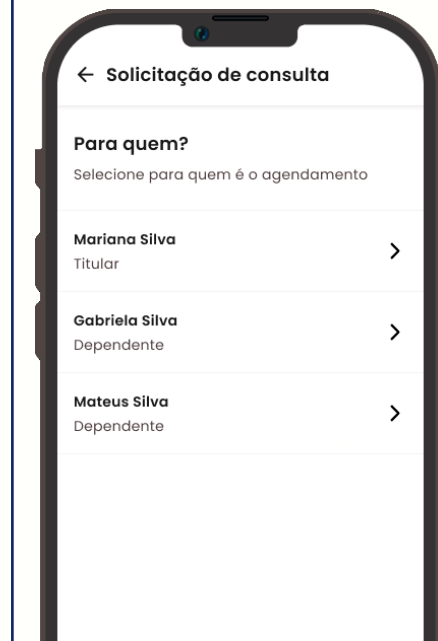 Solicitação de consulta
Para quem?
Selecione para quem é o agendamento
Mariana Silva
Titular
Gabriela Silva
Dependente
Mateus Silva
Dependente